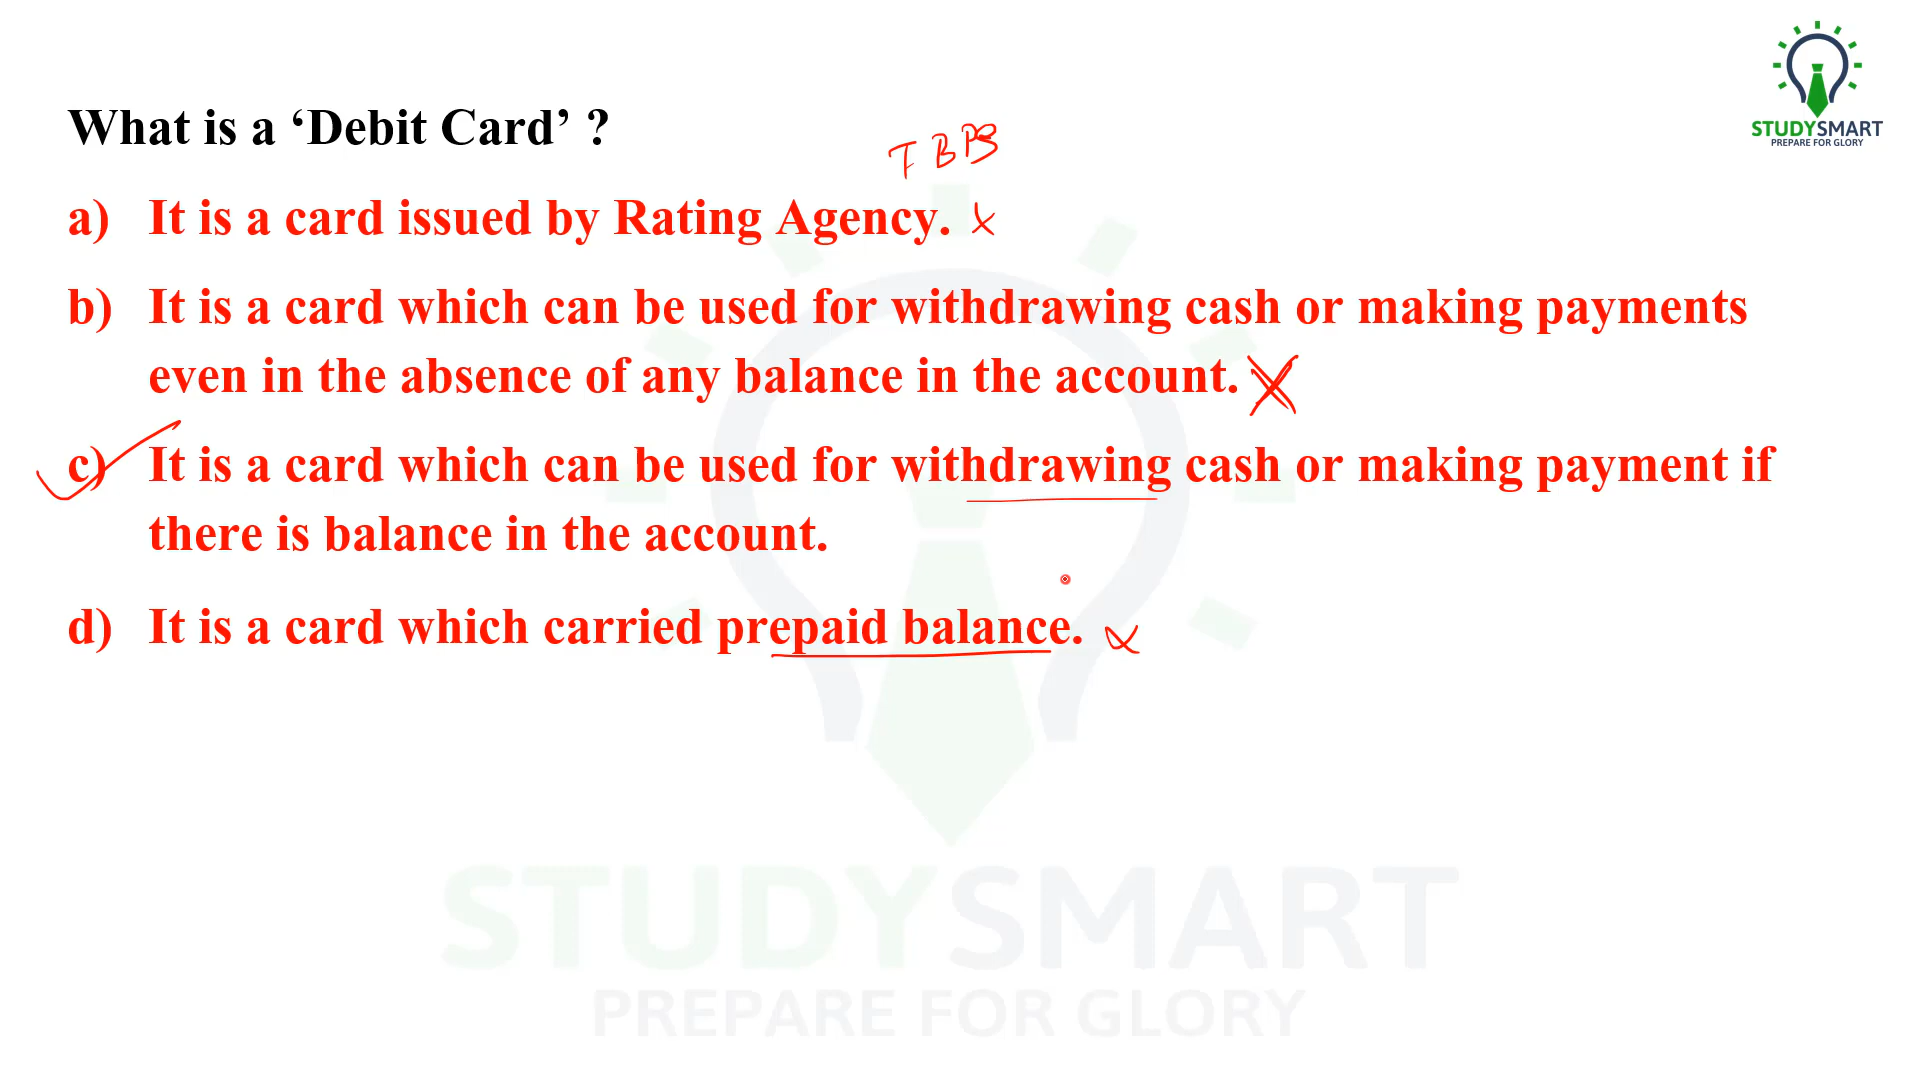 STUDYSMART
PREPARE FOR GLORY
What is a ‘Debit Card’ ?
a) It is a card issued by Rating Agency.
b) It is a card which can be used for withdrawing cash or making payments
even in the absence of any balance in the account.
c) It is a card which can be used for withdrawing cash or making payment if
there is balance in the account.
d) It is a card which carried prepaid balance.
STUDYSMART
PREPARE FOR GLORY